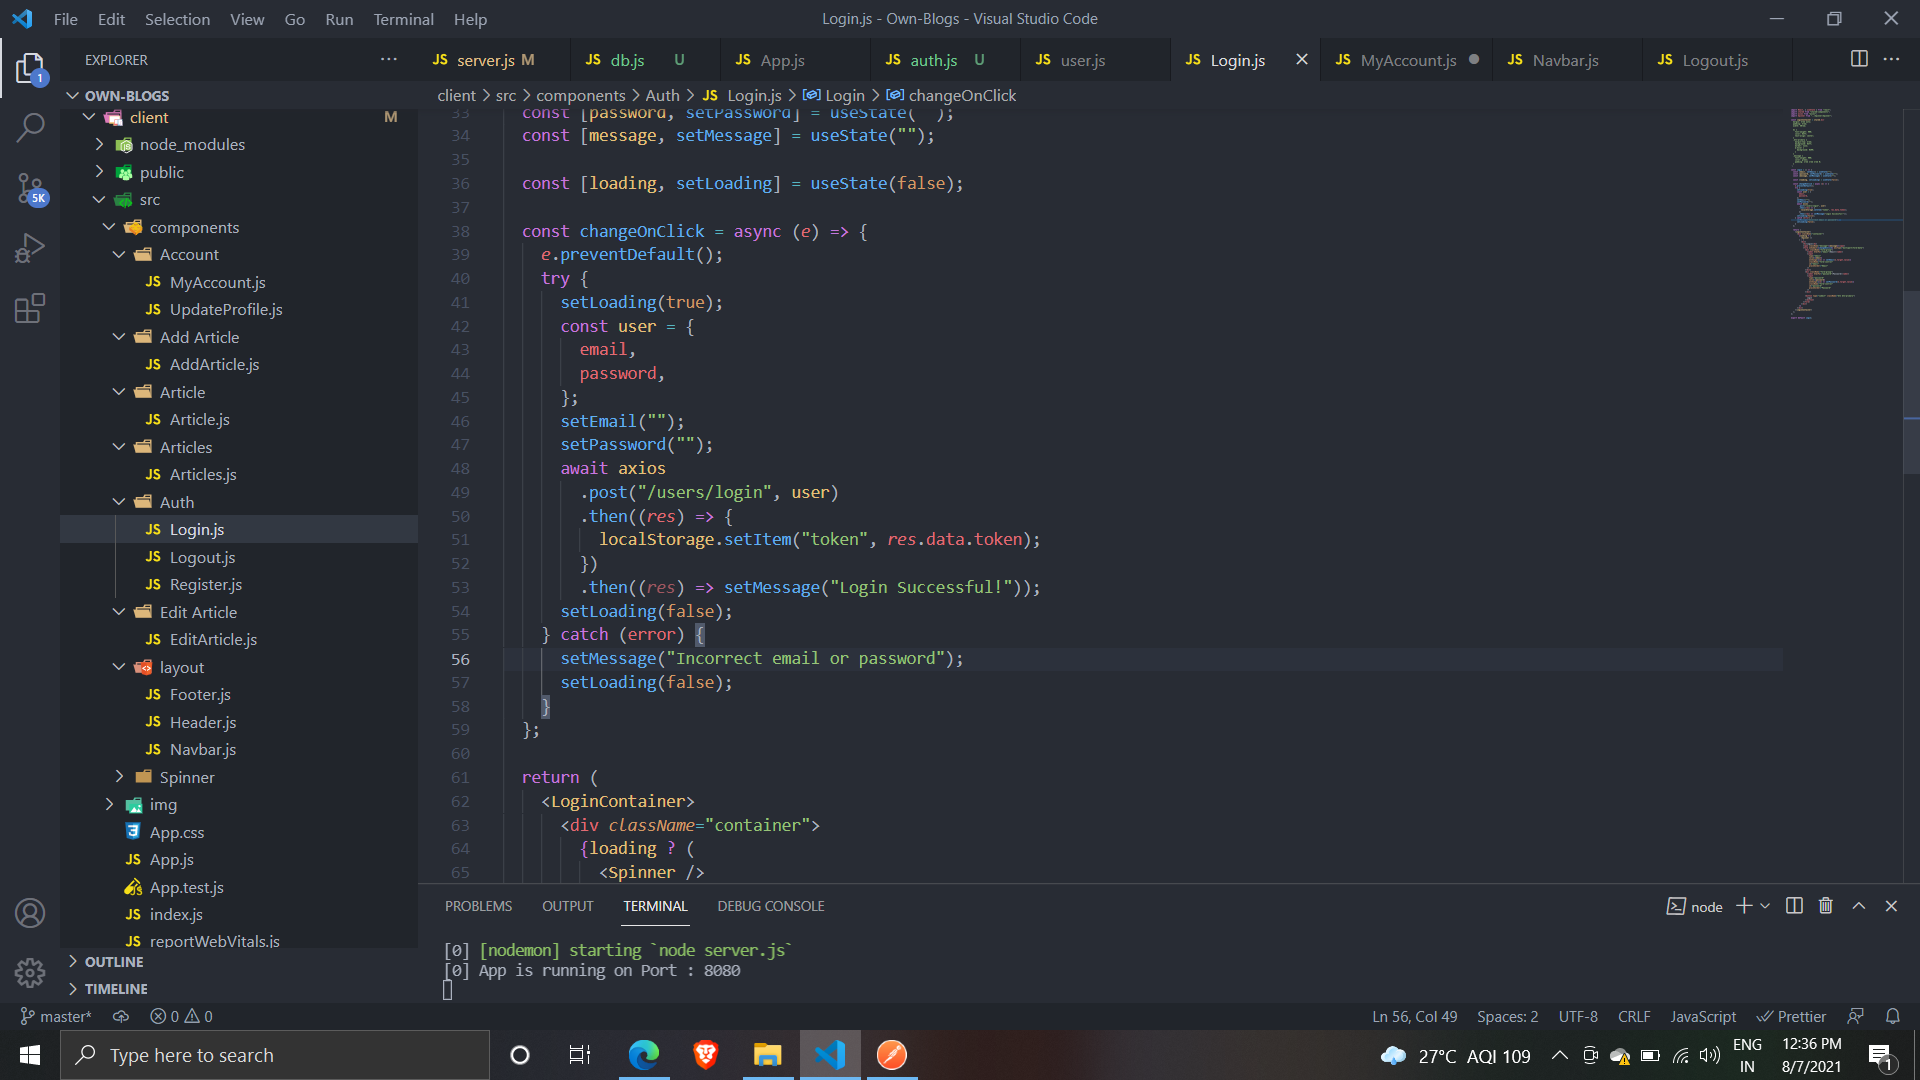 File Edit Selection View Go Run Terminal Help
Login.js - Own-Blogs - Visual Studio Code
EXPLORER
JS server.js M
JS db.js U
JS App.js
JS auth.js U
JS user.js
JS Login.js
JS MyAccount.js
JS Navbar.js
JS Logout.js
1
5K
OWN-BLOGS
client M
node_modules
public
src
components
Account
JS MyAccount.js
JS UpdateProfile.js
Add Article
JS AddArticle.js
Article
JS Article.js
Articles
JS Articles.js
Auth
JS Login.js
JS Logout.js
JS Register.js
Edit Article
JS EditArticle.js
layout
JS Footer.js
JS Header.js
JS Navbar.js
Spinner
img
App.css
JS App.js
App.test.js
JS index.js
JS reportWebVitals.js
OUTLINE
TIMELINE
client > src > components > Auth > JS Login.js > Login > changeOnClick
33 const [password, setPassword] = useState("");
34 const [message, setMessage] = useState("");
35
36 const [loading, setLoading] = useState(false);
37
38 const changeOnClick = async (e) => {
39 e.preventDefault();
40 try {
41 setLoading(true);
42 const user = {
43 email,
44 password,
45 };
46 setEmail("");
47 setPassword("");
48 await axios
49 .post("/users/login", user)
50 .then((res) => {
51 localStorage.setItem("token", res.data.token);
52 })
53 .then((res) => setMessage("Login Successful!"));
54 setLoading(false);
55 } catch (error) {
56 setMessage("Incorrect email or password");
57 setLoading(false);
58 }
59 };
60
61 return (
62 <LoginContainer>
63 <div className="container">
64 {loading ? (
65 <Spinner />
PROBLEMS OUTPUT TERMINAL DEBUG CONSOLE
node
[0] [nodemon] starting `node server.js`
[0] App is running on Port : 8080
master* 0 0
Ln 56, Col 49 Spaces: 2 UTF-8 CRLF JavaScript Prettier
Type here to search
27°C AQI 109
ENG
IN
12:36 PM
8/7/2021
1